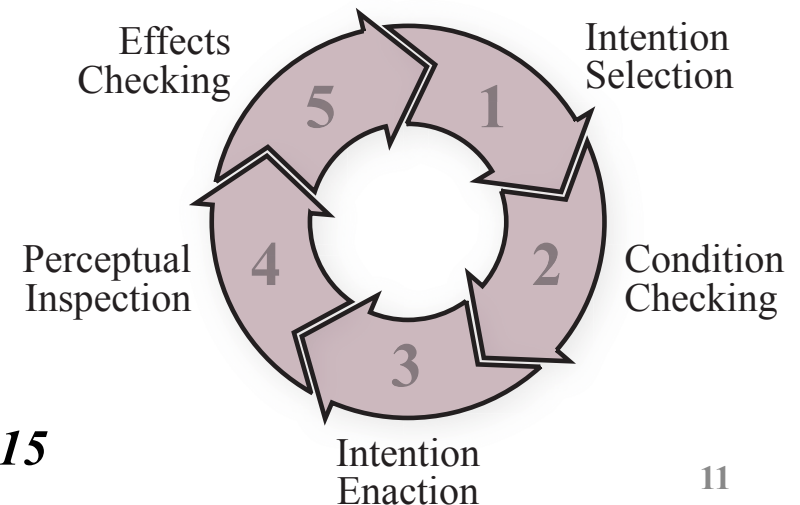 Effects
Checking
5
1
Intention
Selection
Perceptual
Inspection
4
2
Condition
Checking
3
15
Intention
Enaction
11